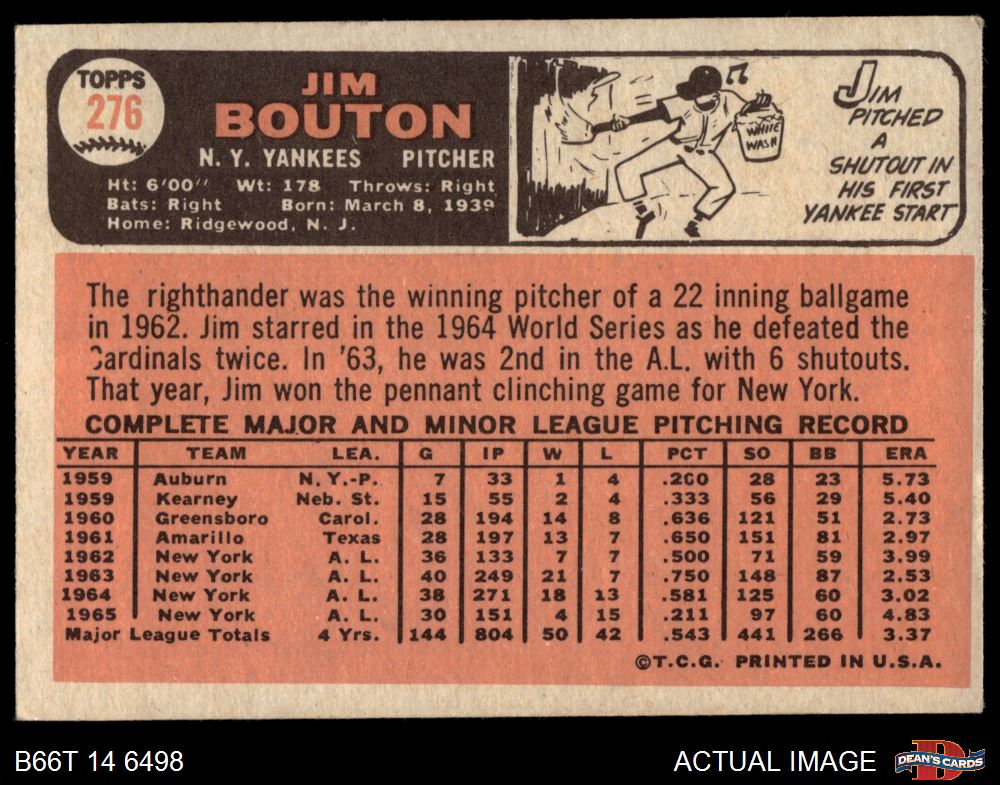 TOPPS
276
JIM
BOUTON
N. Y. YANKEES PITCHER
Ht: 6'00" Wt: 178 Throws: Right
Bats: Right Born: March 8, 1939
Home: Ridgewood, N. J.
WHITE
WASH
JIM
PITCHED
A
SHUTOUT IN
HIS FIRST
YANKEE START
The righthander was the winning pitcher of a 22 inning ballgame
in 1962. Jim starred in the 1964 World Series as he defeated the
Cardinals twice. In '63, he was 2nd in the A.L. with 6 shutouts.
That year, Jim won the pennant clinching game for New York.
COMPLETE MAJOR AND MINOR LEAGUE PITCHING RECORD
YEAR TEAM LEA. G IP W L PCT SO BB ERA
1959 Auburn N.Y.-P. 7 33 1 4 .200 28 23 5.73
1959 Kearney Neb. St. 15 55 2 4 .333 56 29 5.40
1960 Greensboro Carol. 28 194 14 8 .636 121 51 2.73
1961 Amarillo Texas 28 197 13 7 .650 151 81 2.97
1962 New York A. L. 36 133 7 7 .500 71 59 3.99
1963 New York A. L. 40 249 21 7 .750 148 87 2.53
1964 New York A. L. 38 271 18 13 .581 125 60 3.02
1965 New York A. L. 30 151 4 15 .211 97 60 4.83
Major League Totals 4 Yrs. 144 804 50 42 .543 441 266 3.37
©T.C.G. PRINTED IN U.S.A.
B66T 14 6498
ACTUAL IMAGE
DEAN'S CARDS